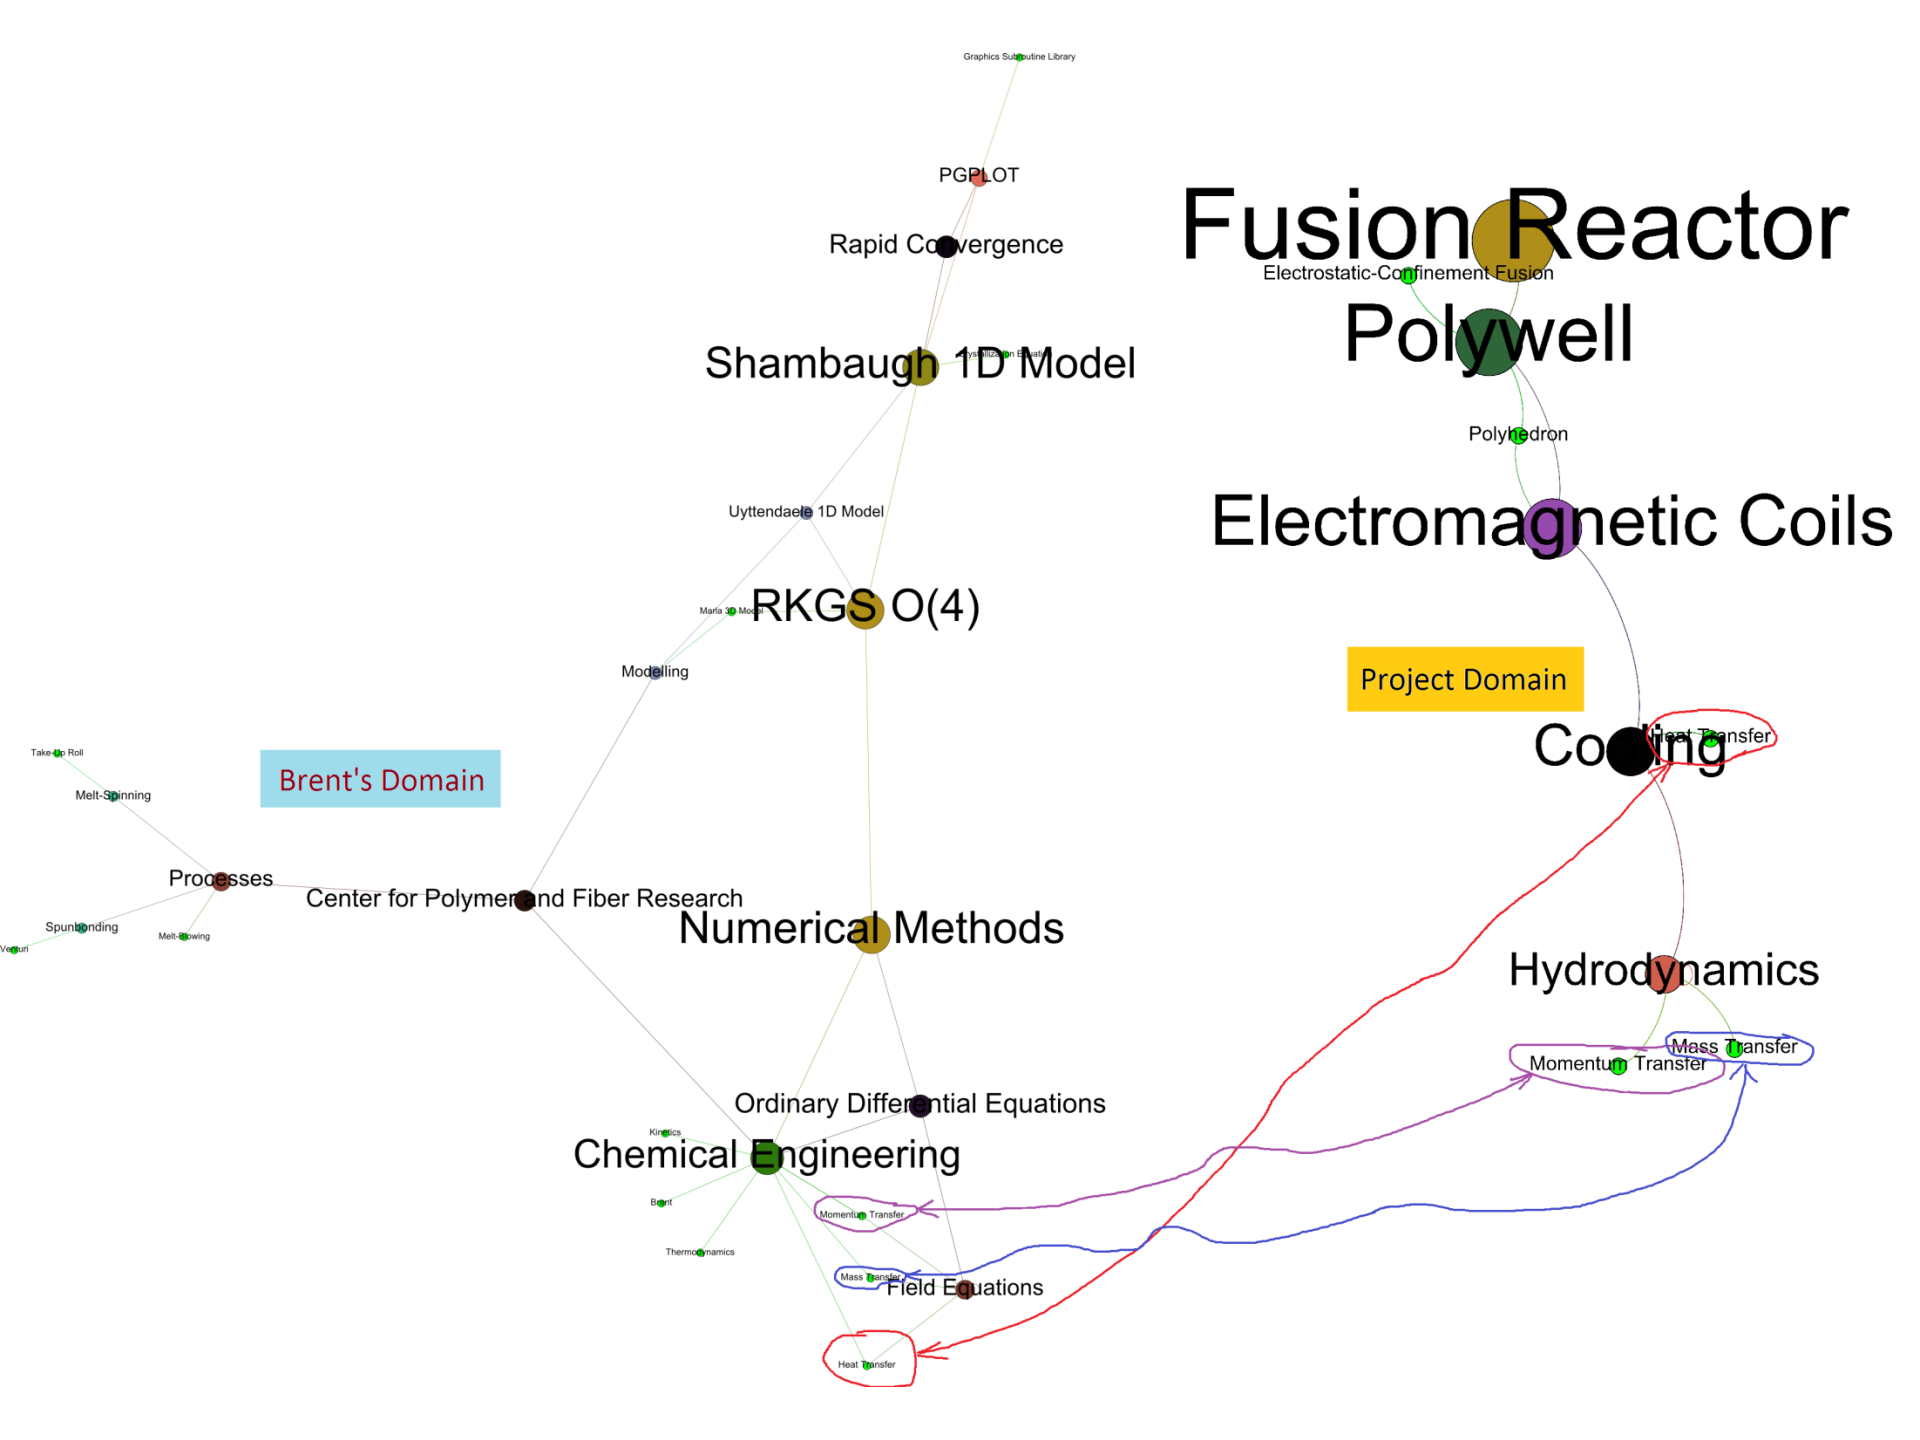 Graphics Subroutine Library
PGPLOT
Rapid Convergence
Shambaugh 1D Model
Crystallization Equation
Uyttendaele 1D Model
Marla 3D Model
RKGS O(4)
Modelling
Take-Up Roll
Brent's Domain
Melt-Spinning
Processes
Center for Polymer and Fiber Research
Spunbonding
Melt-Blowing
Venturi
Numerical Methods
Ordinary Differential Equations
Kinetics
Chemical Engineering
Brent
Momentum Transfer
Thermodynamics
Mass Transfer
Field Equations
Heat Transfer
Fusion Reactor
Electrostatic-Confinement Fusion
Polywell
Polyhedron
Electromagnetic Coils
Project Domain
Heat Transfer
Cooling
Hydrodynamics
Mass Transfer
Momentum Transfer